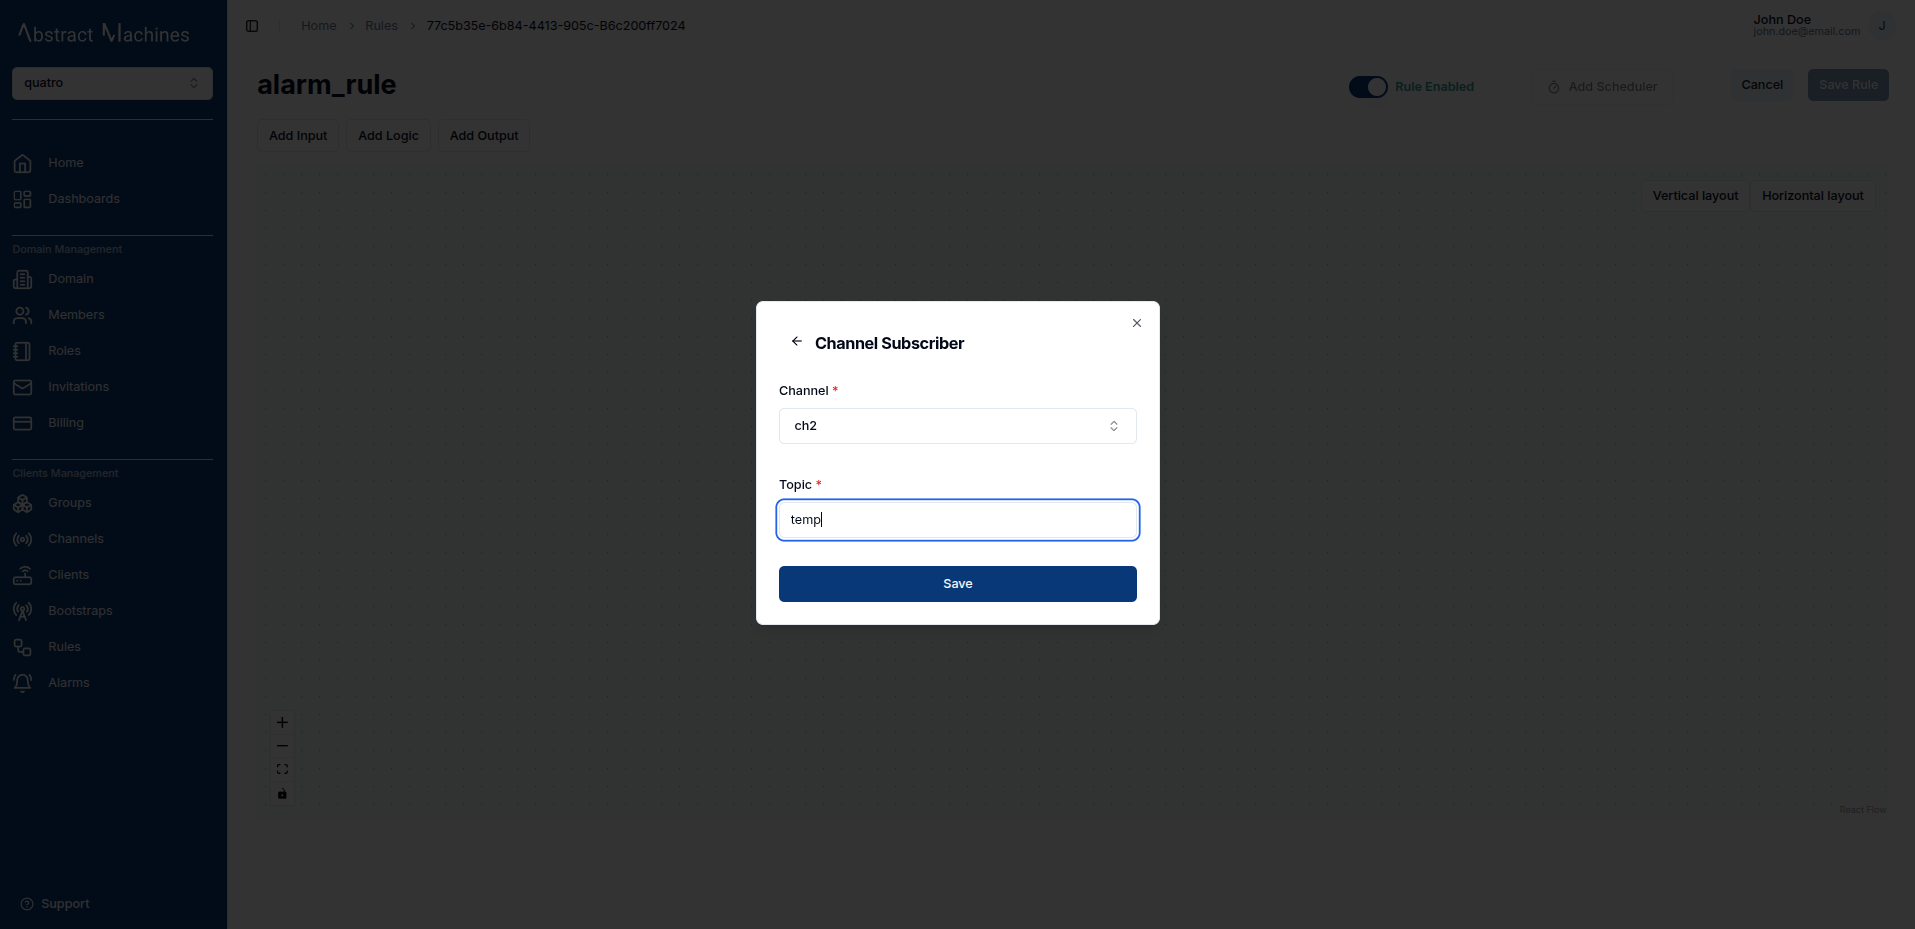 Abstract Machines
quatro
Home
Dashboards
Domain Management
Domain
Members
Roles
Invitations
Billing
Clients Management
Groups
Channels
Clients
Bootstraps
Rules
Alarms
Support
Home > Rules > 77c5b35e-6b84-4413-905c-B6c200ff7024
John Doe
john.doe@email.com
J
alarm_rule
Rule Enabled
Add Scheduler
Cancel
Save Rule
Add Input
Add Logic
Add Output
Vertical layout
Horizontal layout
Channel Subscriber
Channel *
ch2
Topic *
temp
Save
React Flow